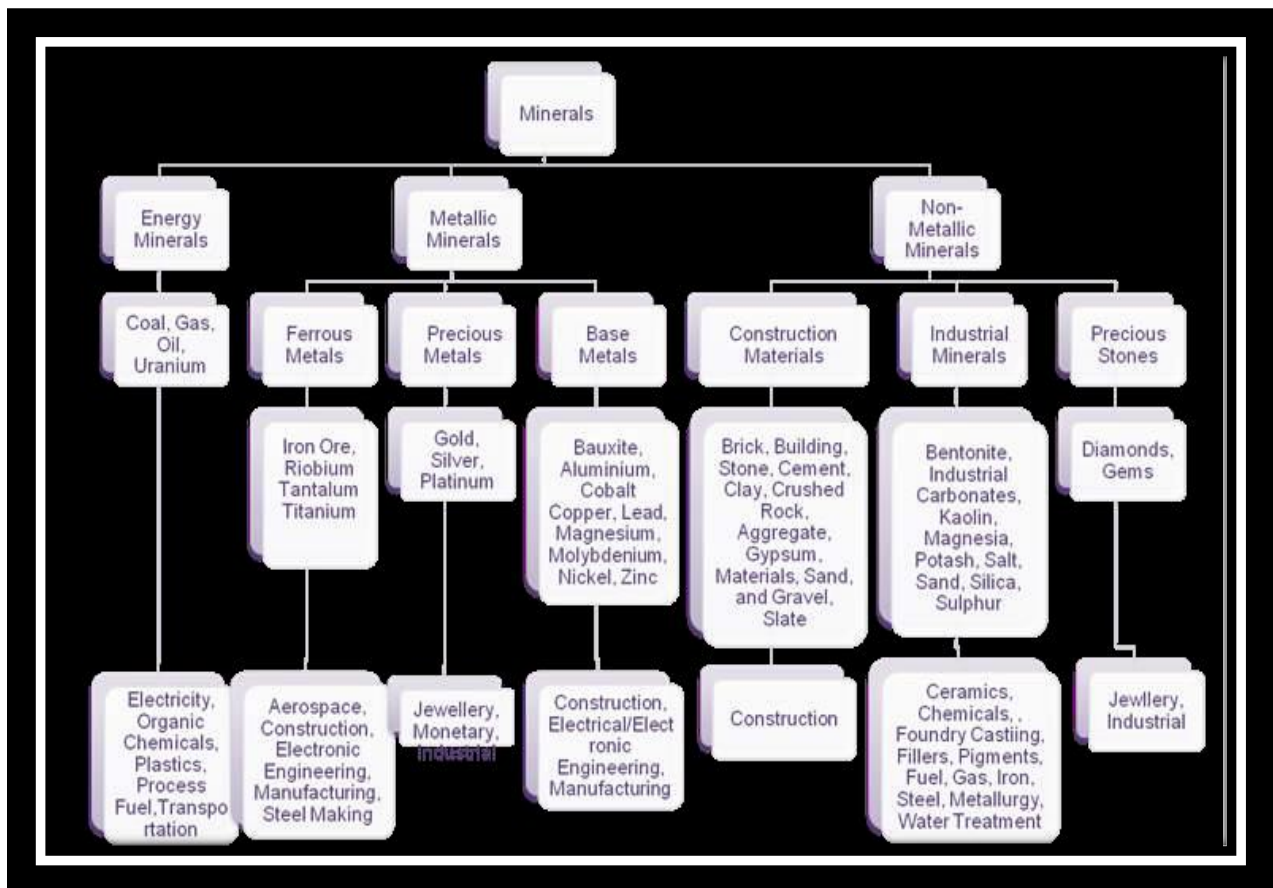 Minerals
Energy
Minerals
Metallic
Minerals
Non-
Metallic
Minerals
Coal, Gas,
Oil,
Uranium
Ferrous
Metals
Precious
Metals
Base
Metals
Construction
Materials
Industrial
Minerals
Precious
Stones
Iron Ore,
Riobium
Tantalum
Titanium
Gold,
Silver,
Platinum
Bauxite,
Aluminium,
Cobalt
Copper, Lead,
Magnesium,
Molybdenium,
Nickel, Zinc
Brick, Building,
Stone, Cement,
Clay, Crushed
Rock,
Aggregate,
Gypsum,
Materials, Sand,
and Gravel,
Slate
Bentonite,
Industrial
Carbonates,
Kaolin,
Magnesia,
Potash, Salt,
Sand, Silica,
Sulphur
Diamonds,
Gems
Electricity,
Organic
Chemicals,
Plastics,
Process
Fuel,Transpo
rtation
Aerospace,
Construction,
Electronic
Engineering,
Manufacturing,
Steel Making
Jewellery,
Monetary,
Industrial
Construction,
Electrical/Elect
ronic
Engineering,
Manufacturing
Construction
Ceramics,
Chemicals, ,
Foundry Castiing,
Fillers, Pigments,
Fuel, Gas, Iron,
Steel, Metallurgy,
Water Treatment
Jewllery,
Industrial